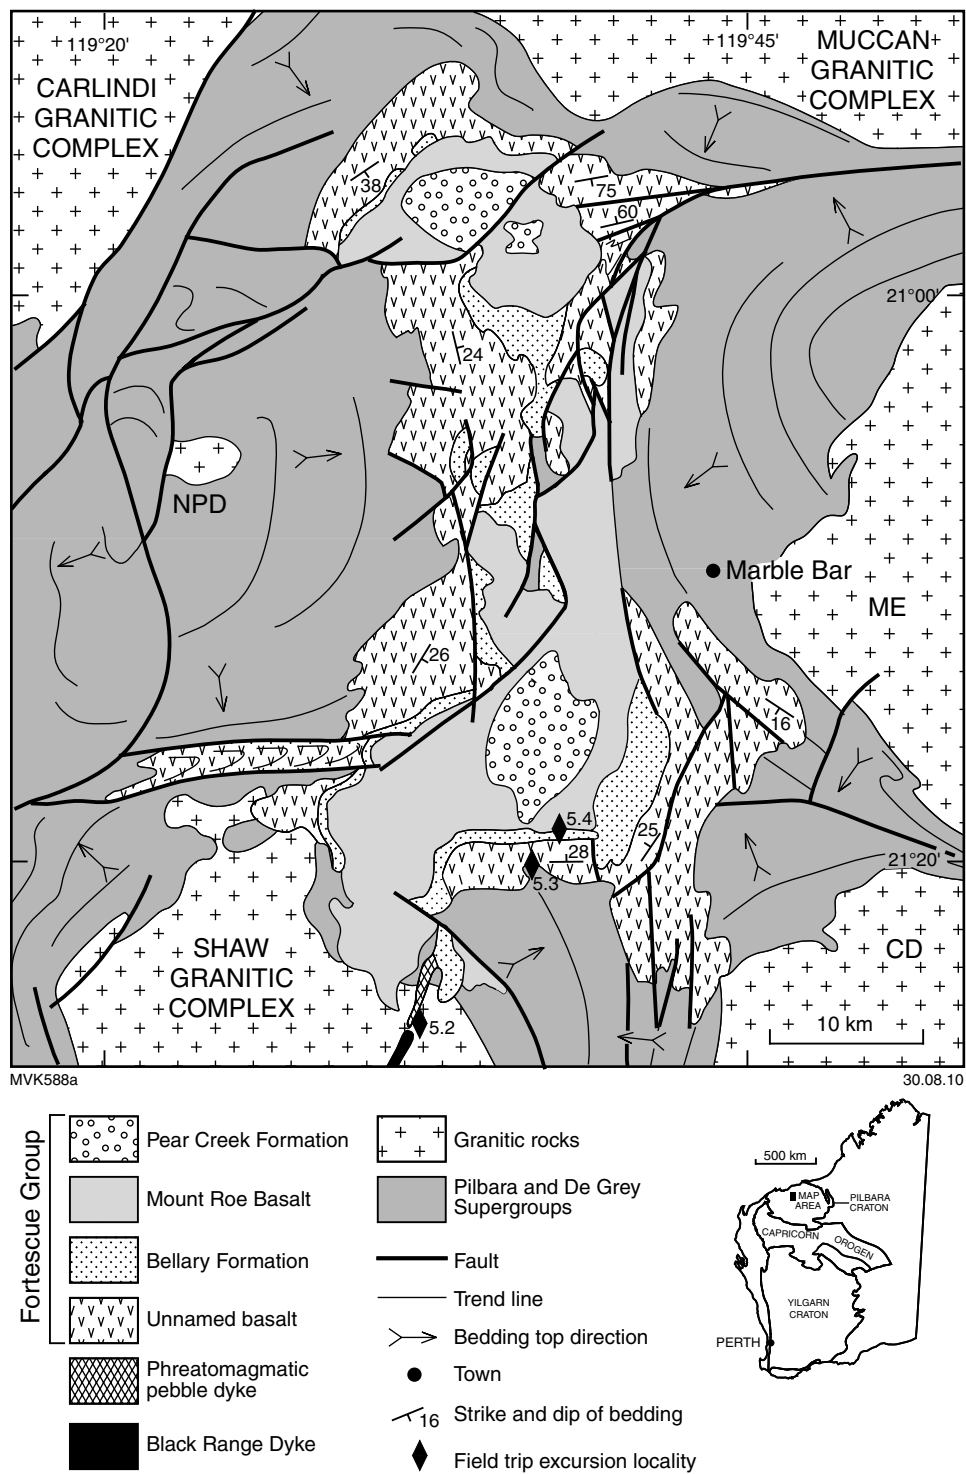 119°20'
119°45'
CARLINDI
GRANITIC
COMPLEX
MUCCAN
GRANITIC
COMPLEX
38
75
60
21°00'
24
NPD
Marble Bar
ME
26
16
5.4
25
28
5.3
21°20'
SHAW
GRANITIC
COMPLEX
CD
5.2
10 km
MVK588a
30.08.10
Fortescue Group
Pear Creek Formation
Mount Roe Basalt
Bellary Formation
Unnamed basalt
Phreatomagmatic
pebble dyke
Black Range Dyke
Granitic rocks
Pilbara and De Grey
Supergroups
Fault
Trend line
Bedding top direction
Town
16
Strike and dip of bedding
Field trip excursion locality
500 km
MAP
AREA
PILBARA
CRATON
CAPRICORN
OROGEN
YILGARN
CRATON
PERTH